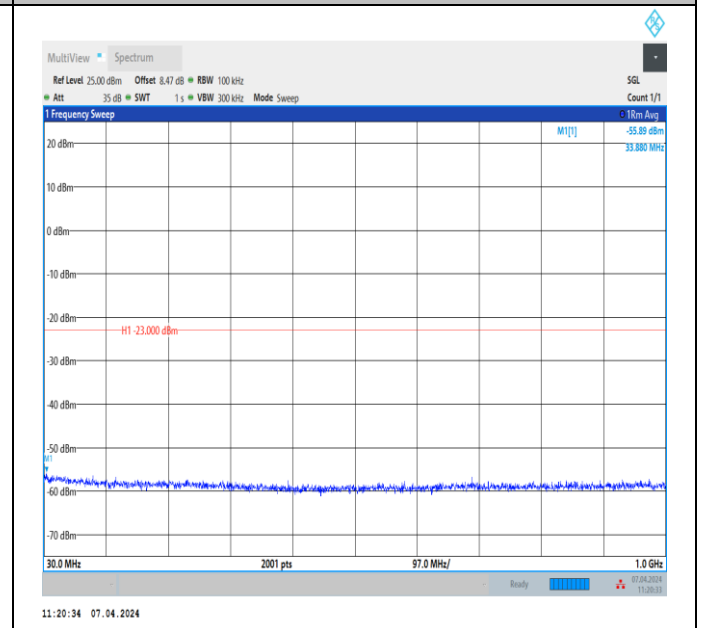 MultiView Spectrum
Ref Level 25.00 dBm Offset 8.47 dB RBW 100 kHz SGL
Att 35 dB SWT 1 s VBW 300 kHz Mode Sweep Count 1/1
1 Frequency Sweep 1Rm Avg
M1[1] -55.89 dBm
33.880 MHz
20 dBm
10 dBm
0 dBm
-10 dBm
-20 dBm
H1 -23.000 dBm
-30 dBm
-40 dBm
-50 dBm
M1
-60 dBm
-70 dBm
30.0 MHz 2001 pts 97.0 MHz/ 1.0 GHz
Ready 07.04.2024
11:20:33
11:20:34 07.04.2024